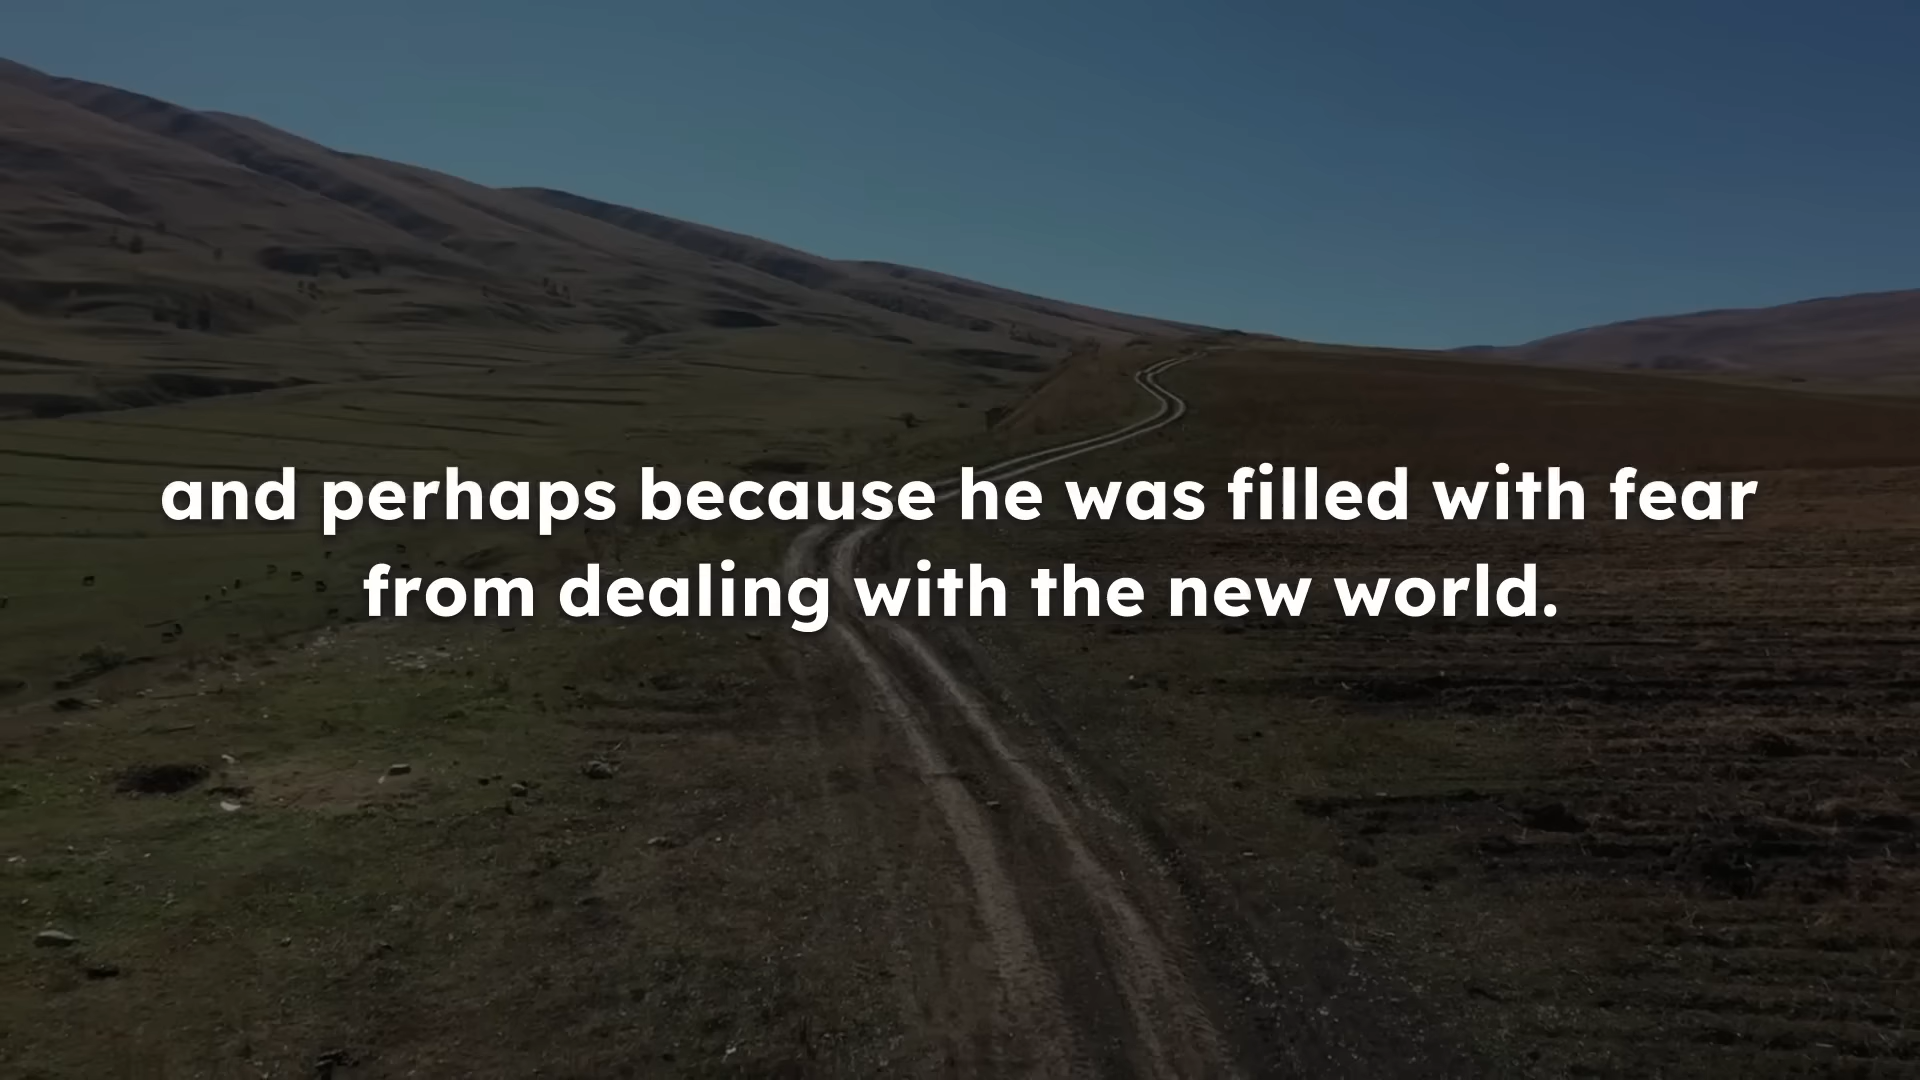 and perhaps because he was filled with fear
from dealing with the new world.